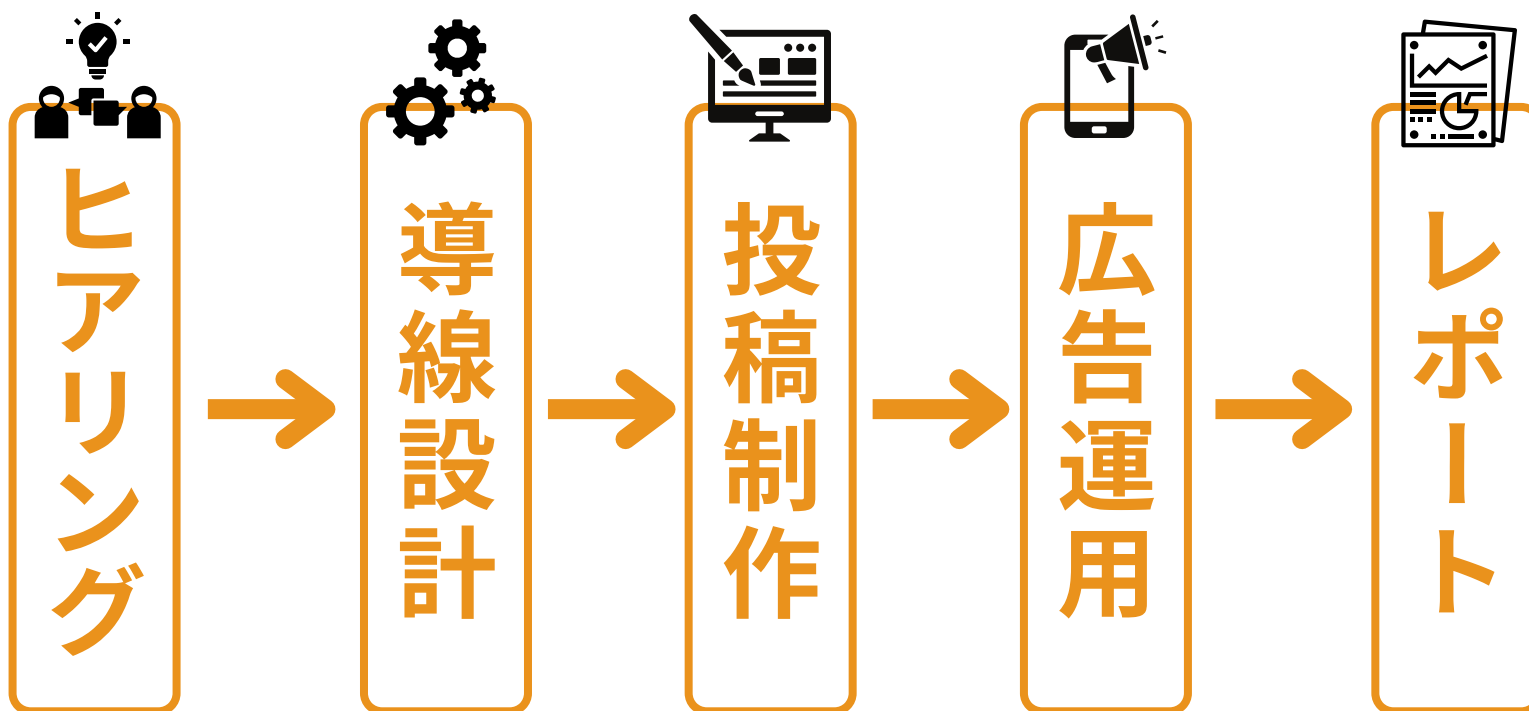 ヒアリング
導線設計
投稿制作
広告運用
レポート